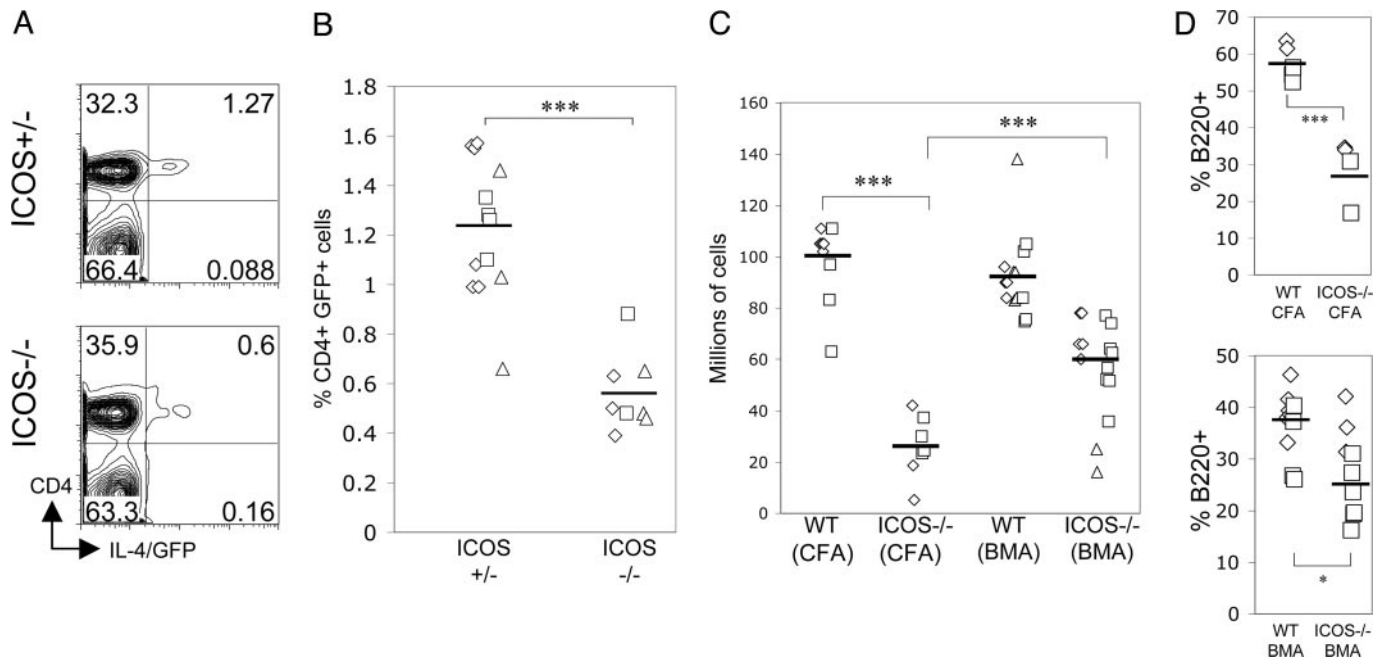 A
ICOS+/-
32.3 1.27
66.4 0.088
ICOS-/-
35.9 0.6
63.3 0.16
CD4
IL-4/GFP
B
% CD4+ GFP+ cells
1.8
1.6
1.4
1.2
1
0.8
0.6
0.4
0.2
0
***
ICOS ICOS
+/- -/-
C
Millions of cells
160
140
120
100
80
60
40
20
0
***
***
WT ICOS-/- WT ICOS-/-
(CFA) (CFA) (BMA) (BMA)
D
% B220+
70
60
50
40
30
20
10
0
***
WT ICOS-/-
CFA CFA
% B220+
50
40
30
20
10
0
*
WT ICOS-/-
BMA BMA